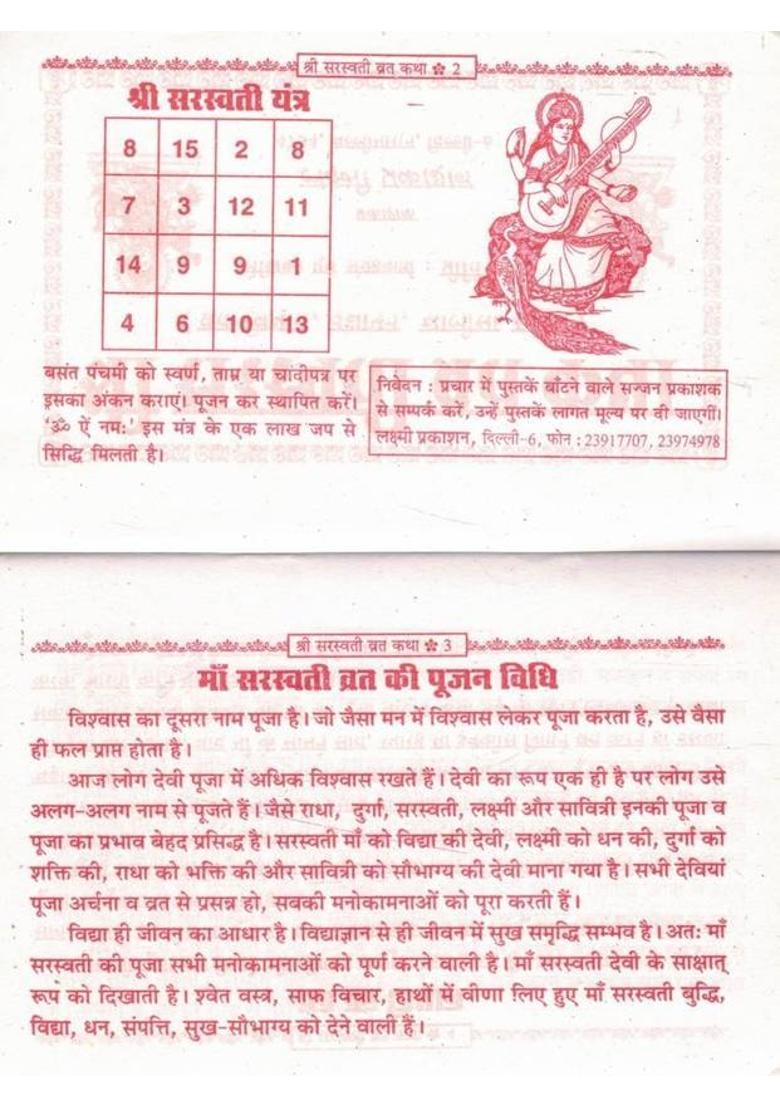 श्री सरस्वती व्रत कथा ✽ 2
श्री सरस्वती यंत्र
8 15 2 8
7 3 12 11
14 9 9 1
4 6 10 13
बसंत पंचमी को स्वर्ण, ताम्र या चांदीपत्र पर
इसका अंकन कराएं। पूजन कर स्थापित करें।
'ॐ ऐं नमः' इस मंत्र के एक लाख जप से
सिद्धि मिलती है।
निवेदन : प्रचार में पुस्तकें बाँटने वाले सज्जन प्रकाशक
से सम्पर्क करें, उन्हें पुस्तकें लागत मूल्य पर दी जाएगीं।
लक्ष्मी प्रकाशन, दिल्ली-6, फोन : 23917707, 23974978
श्री सरस्वती व्रत कथा ✽ 3
माँ सरस्वती व्रत की पूजन विधि
विश्वास का दूसरा नाम पूजा है। जो जैसा मन में विश्वास लेकर पूजा करता है, उसे वैसा
ही फल प्राप्त होता है।
आज लोग देवी पूजा में अधिक विश्वास रखते हैं। देवी का रूप एक ही है पर लोग उसे
अलग-अलग नाम से पूजते हैं। जैसे राधा, दुर्गा, सरस्वती, लक्ष्मी और सावित्री इनकी पूजा व
पूजा का प्रभाव बेहद प्रसिद्ध है। सरस्वती माँ को विद्या की देवी, लक्ष्मी को धन की, दुर्गा को
शक्ति की, राधा को भक्ति की और सावित्री को सौभाग्य की देवी माना गया है। सभी देवियां
पूजा अर्चना व व्रत से प्रसन्न हो, सबकी मनोकामनाओं को पूरा करती हैं।
विद्या ही जीवन का आधार है। विद्याज्ञान से ही जीवन में सुख समृद्धि सम्भव है। अतः माँ
सरस्वती की पूजा सभी मनोकामनाओं को पूर्ण करने वाली है। माँ सरस्वती देवी के साक्षात्
रूप को दिखाती है। श्वेत वस्त्र, साफ विचार, हाथों में वीणा लिए हुए माँ सरस्वती बुद्धि,
विद्या, धन, संपत्ति, सुख-सौभाग्य को देने वाली हैं।